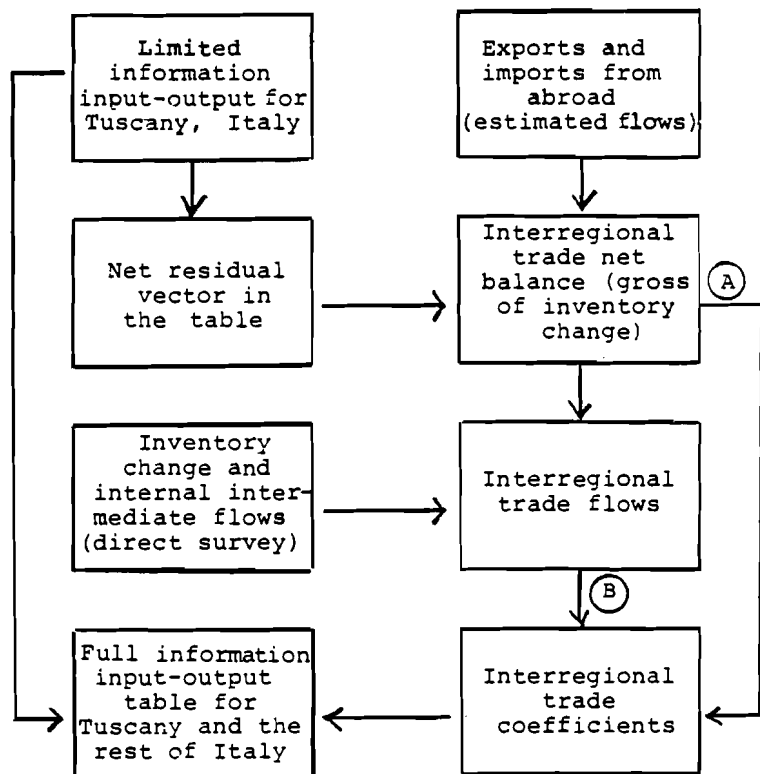 Limited
information
input-output for
Tuscany, Italy
Exports and
imports from
abroad
(estimated flows)
Net residual
vector in
the table
Interregional
trade net
balance (gross
of inventory
change)
A
Inventory
change and
internal inter-
mediate flows
(direct survey)
Interregional
trade flows
B
Full information
input-output
table for
Tuscany and the
rest of Italy
Interregional
trade
coefficients